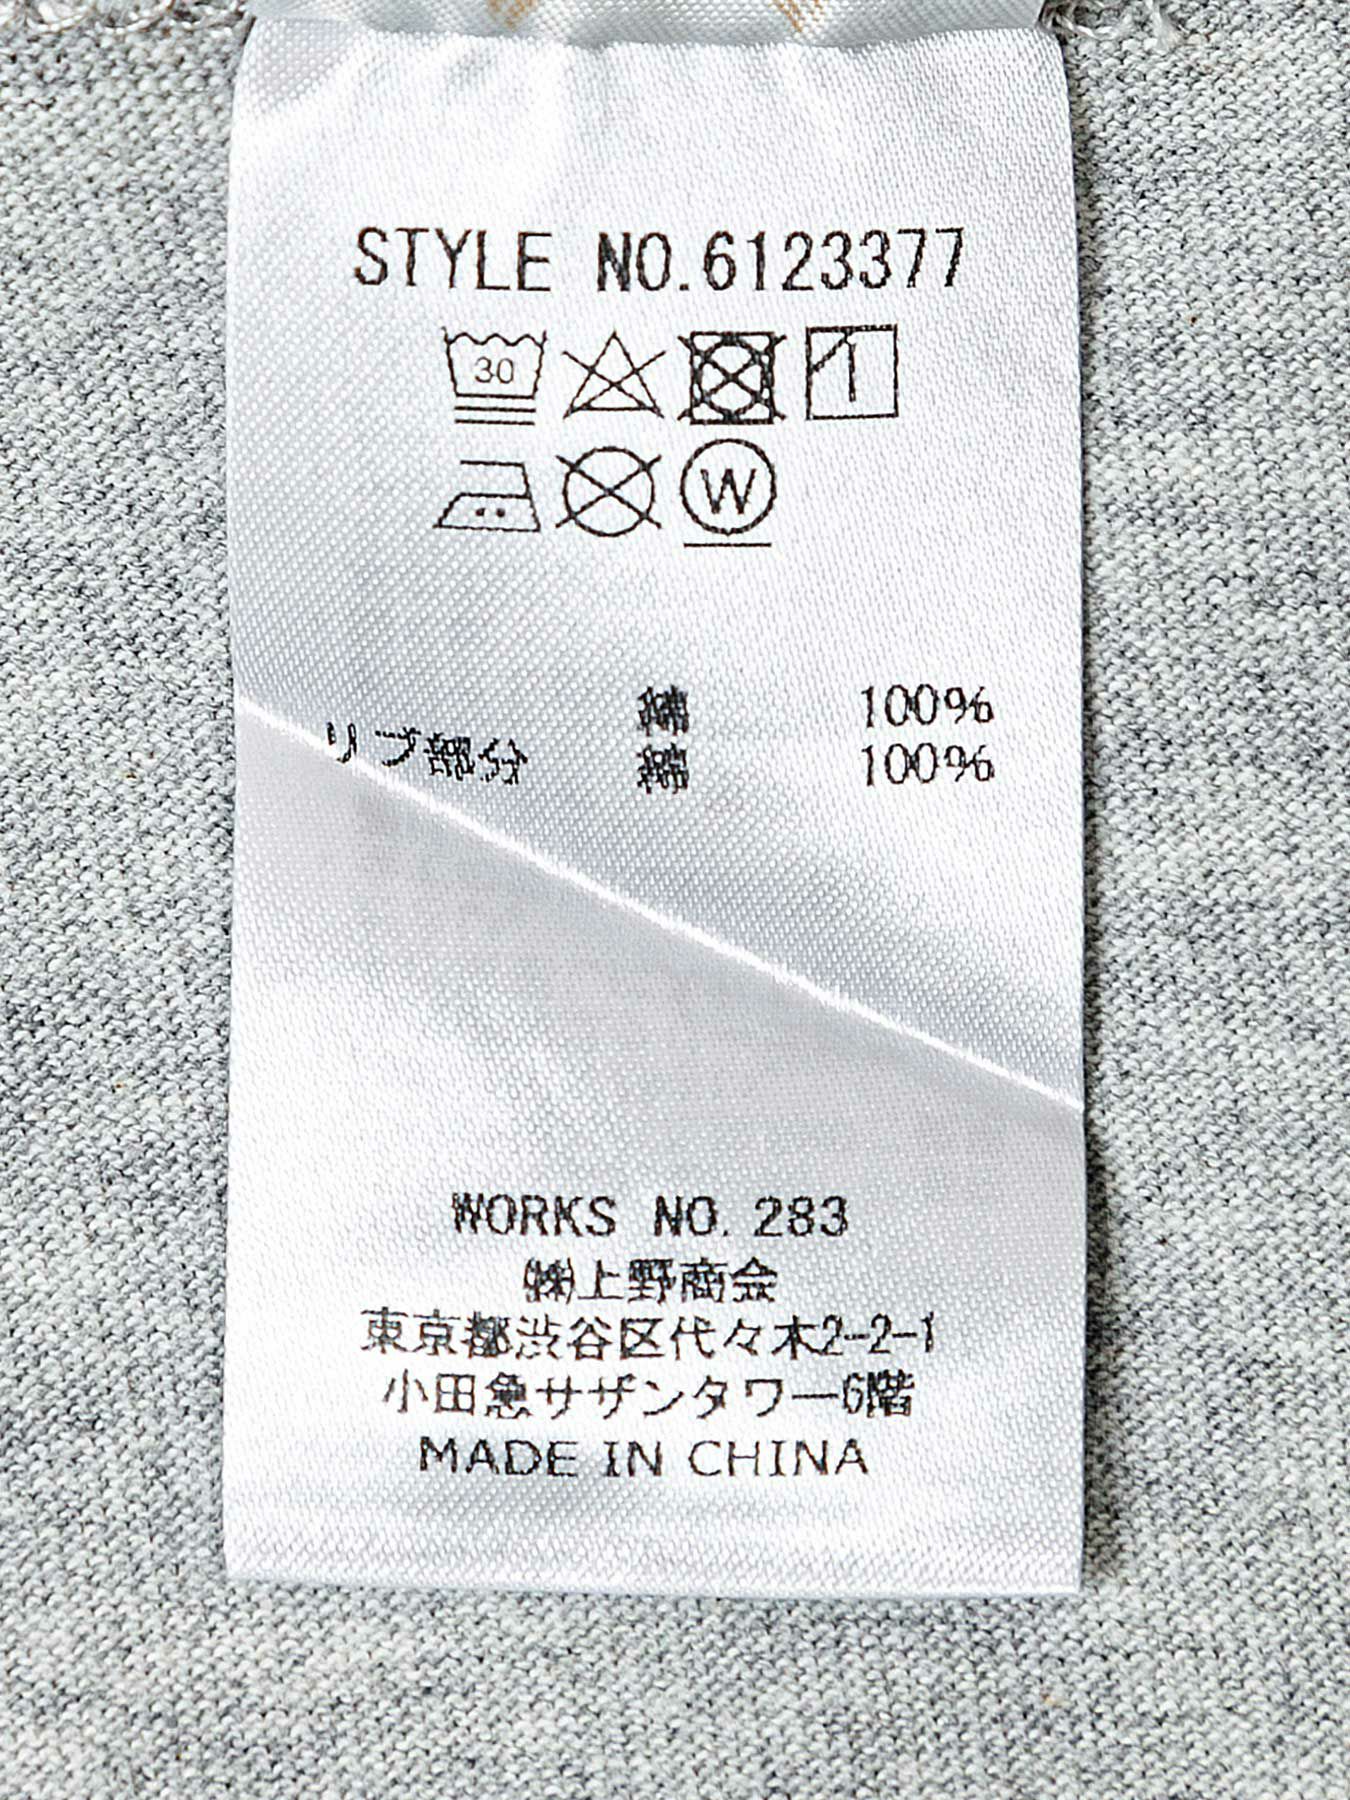 STYLE NO.6123377
30
W
綿 100%
リブ部分 綿 100%
WORKS NO. 283
㈱上野商会
東京都渋谷区代々木2-2-1
小田急サザンタワー6階
MADE IN CHINA